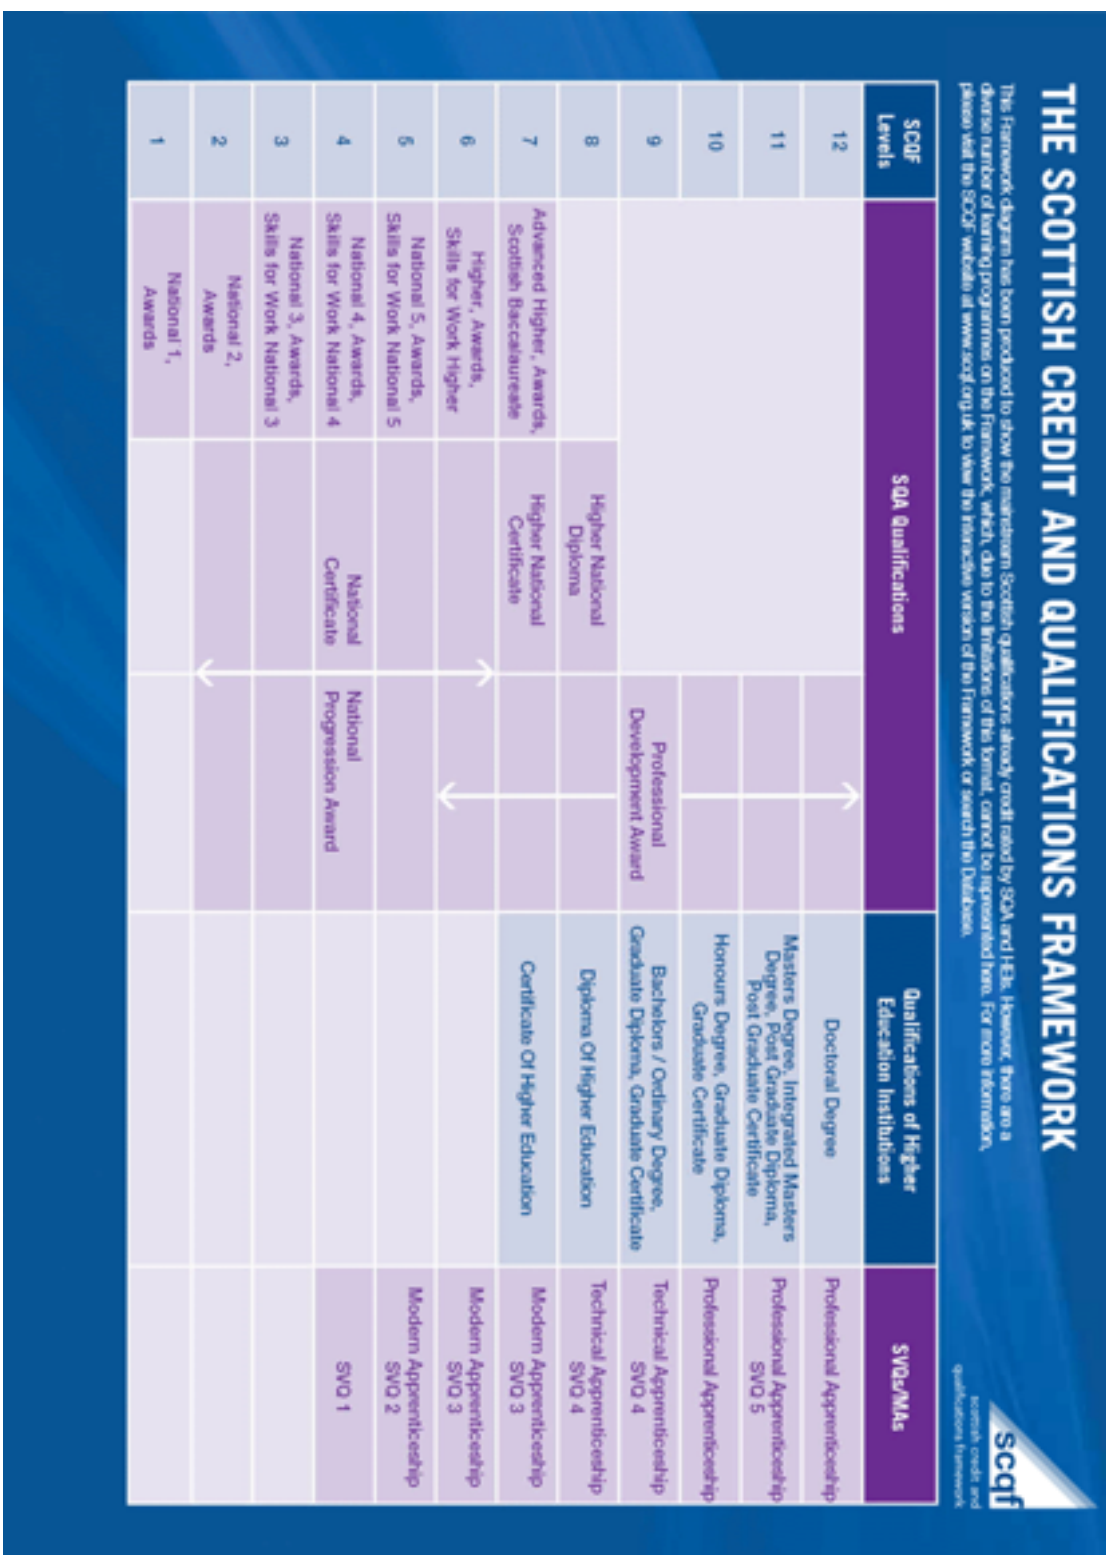 THE SCOTTISH CREDIT AND QUALIFICATIONS FRAMEWORK
This Framework diagram has been produced to show the mainstream Scottish qualifications already credit rated by SQA and HEIs. However, there are a
diverse number of learning programmes on the Framework, which, due to the limitations of this format, cannot be represented here. For more information,
please visit the SCQF website at www.scqf.org.uk to view the interactive version of the Framework or search the Database.
scqf
scottish credit and
qualifications framework
SCQF
Levels
SQA Qualifications
Qualifications of Higher
Education Institutions
SVQs/MAs
12
Doctoral Degree
Professional Apprenticeship
11
Masters Degree, Integrated Masters
Degree, Post Graduate Diploma,
Post Graduate Certificate
Professional Apprenticeship
SVQ 5
10
Honours Degree, Graduate Diploma,
Graduate Certificate
Professional Apprenticeship
9
Professional
Development Award
Bachelors / Ordinary Degree,
Graduate Diploma, Graduate Certificate
Technical Apprenticeship
SVQ 4
8
Higher National
Diploma
Diploma Of Higher Education
Technical Apprenticeship
SVQ 4
7
Advanced Higher, Awards,
Scottish Baccalaureate
Higher National
Certificate
Certificate Of Higher Education
Modern Apprenticeship
SVQ 3
6
Higher, Awards,
Skills for Work Higher
Modern Apprenticeship
SVQ 3
5
National 5, Awards,
Skills for Work National 5
Modern Apprenticeship
SVQ 2
4
National 4, Awards,
Skills for Work National 4
National
Certificate
National
Progression Award
SVQ 1
3
National 3, Awards,
Skills for Work National 3
2
National 2,
Awards
1
National 1,
Awards